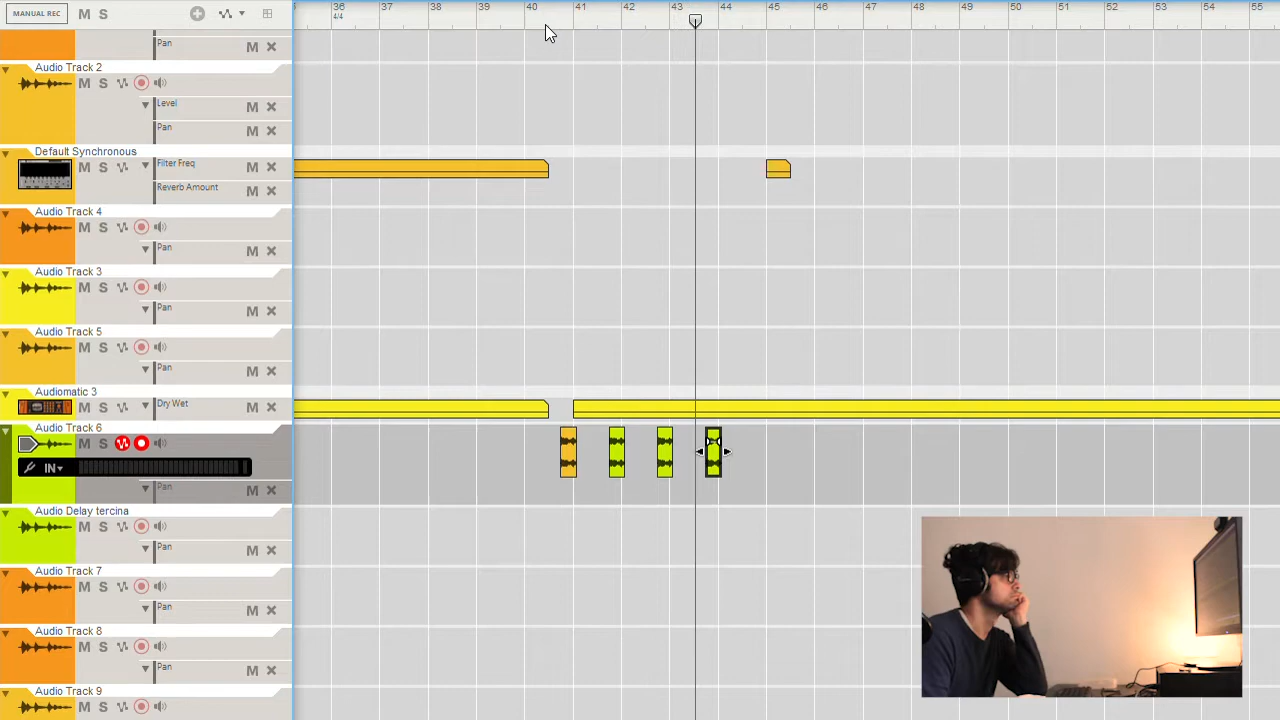 MANUAL REC M S
36 37 38 39 40 41 42 43 44 45 46 47 48 49 50 51 52 53 54 55
4/4
Pan M
Audio Track 2
M S
Level M
Pan M
Default Synchronous
M S Filter Freq M
Reverb Amount M
Audio Track 4
M S
Pan M
Audio Track 3
M S
Pan M
Audio Track 5
M S
Pan M
Audiomatic 3
M S Dry Wet M
Audio Track 6
M S
IN
Pan M
Audio Delay tercina
M S
Pan M
Audio Track 7
M S
Pan M
Audio Track 8
M S
Pan M
Audio Track 9
M S